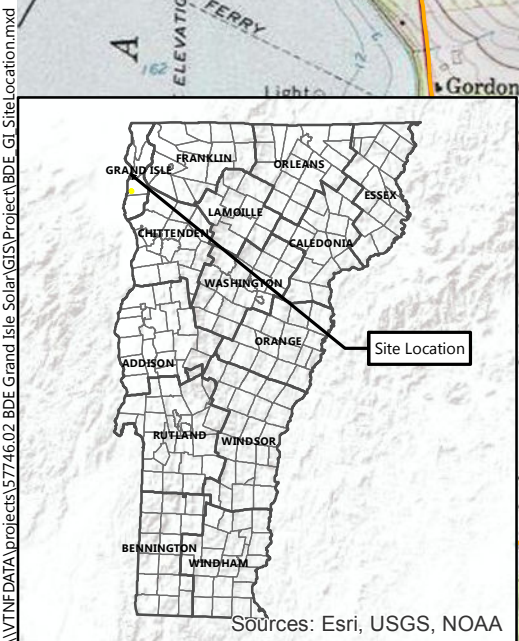 \\VTNFDATA\projects\57746.02 BDE Grand Isle Solar\GIS\Project\BDE_GI_SiteLocation.mxd
A
162
ELEVATIO
FERRY
12
6
Light
Gordon
GRAND ISLE
FRANKLIN
ORLEANS
ESSEX
LAMOILLE
CHITTENDEN
CALEDONIA
WASHINGTON
ORANGE
Site Location
ADDISON
RUTLAND
WINDSOR
BENNINGTON
WINDHAM
Sources: Esri, USGS, NOAA